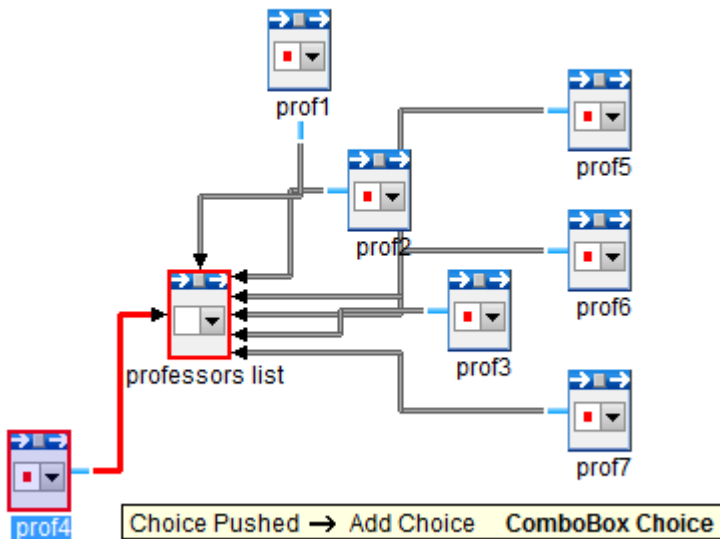 prof1
prof5
prof2
prof6
prof3
professors list
prof7
prof4
Choice Pushed → Add Choice ComboBox Choice